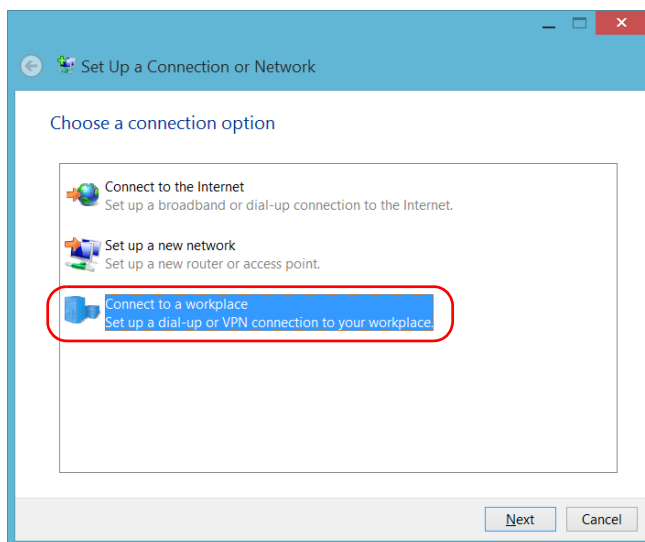 Set Up a Connection or Network
Choose a connection option
Connect to the Internet
Set up a broadband or dial-up connection to the Internet.
Set up a new network
Set up a new router or access point.
Connect to a workplace
Set up a dial-up or VPN connection to your workplace.
Next Cancel